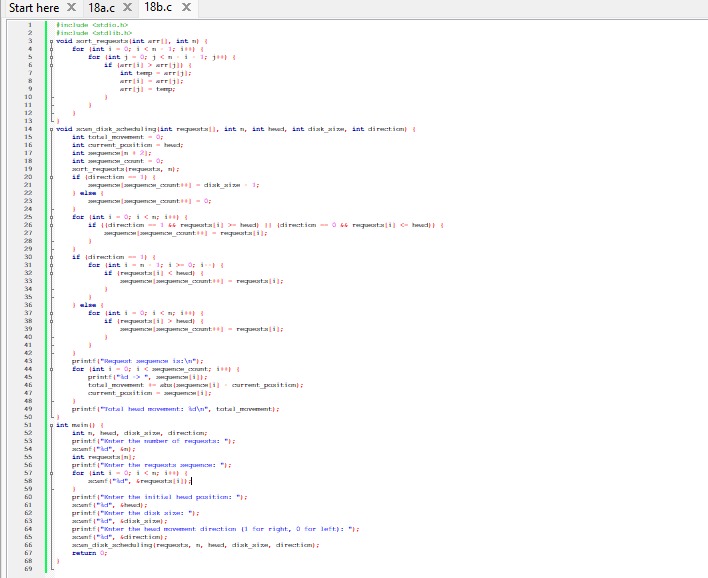 Start here 18a.c 18b.c
1 #include <stdio.h>
2 #include <stdlib.h>
3 void sort_requests(int arr[], int n) {
4 for (int i = 0; i < n - 1; i++) {
5 for (int j = 0; j < n - i - 1; j++) {
6 if (arr[i] > arr[j]) {
7 int temp = arr[j];
8 arr[i] = arr[j];
9 arr[j] = temp;
10 }
11 }
12 }
13 }
14 void scan_disk_scheduling(int requests[], int n, int head, int disk_size, int direction) {
15 int total_movement = 0;
16 int current_position = head;
17 int sequence[n + 2];
18 int sequence_count = 0;
19 sort_requests(requests, n);
20 if (direction == 1) {
21 sequence[sequence_count++] = disk_size - 1;
22 } else {
23 sequence[sequence_count++] = 0;
24 }
25 for (int i = 0; i < n; i++) {
26 if ((direction == 1 && requests[i] >= head) || (direction == 0 && requests[i] <= head)) {
27 sequence[sequence_count++] = requests[i];
28 }
29 }
30 if (direction == 1) {
31 for (int i = n - 1; i >= 0; i--) {
32 if (requests[i] < head) {
33 sequence[sequence_count++] = requests[i];
34 }
35 }
36 } else {
37 for (int i = 0; i < n; i++) {
38 if (requests[i] > head) {
39 sequence[sequence_count++] = requests[i];
40 }
41 }
42 }
43 printf("Request sequence is:\n");
44 for (int i = 0; i < sequence_count; i++) {
45 printf("%d -> ", sequence[i]);
46 total_movement += abs(sequence[i] - current_position);
47 current_position = sequence[i];
48 }
49 printf("Total head movement: %d\n", total_movement);
50 }
51 int main() {
52 int n, head, disk_size, direction;
53 printf("Enter the number of requests: ");
54 scanf("%d", &n);
55 int requests[n];
56 printf("Enter the requests sequence: ");
57 for (int i = 0; i < n; i++) {
58 scanf("%d", &requests[i]);
59 }
60 printf("Enter the initial head position: ");
61 scanf("%d", &head);
62 printf("Enter the disk size: ");
63 scanf("%d", &disk_size);
64 printf("Enter the head movement direction (1 for right, 0 for left): ");
65 scanf("%d", &direction);
66 scan_disk_scheduling(requests, n, head, disk_size, direction);
67 return 0;
68 }
69